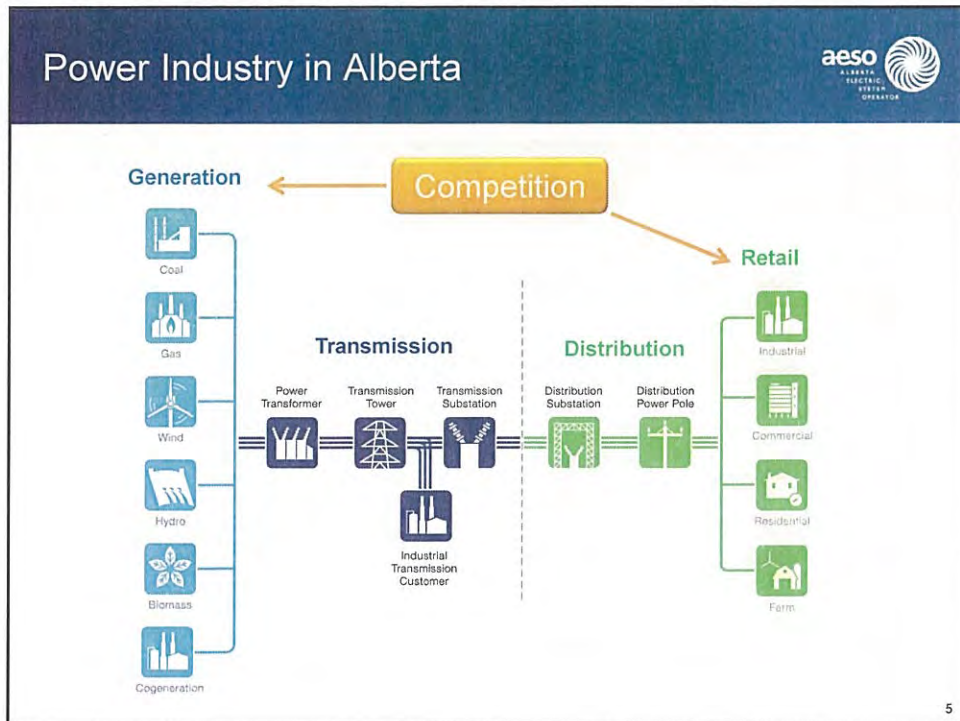 Power Industry in Alberta
aeso
ALBERTA
ELECTRIC
SYSTEM
OPERATOR
Competition
Generation
Coal
Gas
Wind
Hydro
Biomass
Cogeneration
Transmission
Power
Transformer
Transmission
Tower
Transmission
Substation
Industrial
Transmission
Customer
Distribution
Distribution
Substation
Distribution
Power Pole
Retail
Industrial
Commercial
Residential
Farm
5